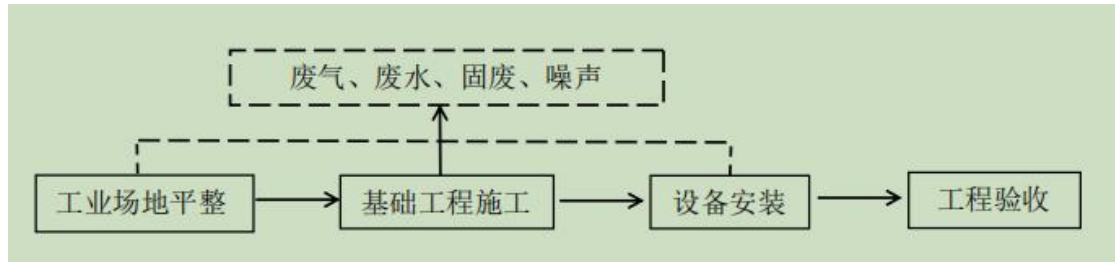 废气、废水、固废、噪声
工业场地平整
基础工程施工
设备安装
工程验收